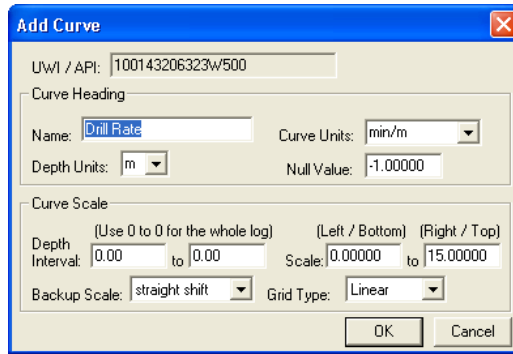 Add Curve
UWI / API: 100143206323W500
Curve Heading
Name: Drill Rate Curve Units: min/m
Depth Units: m Null Value: -1.00000
Curve Scale
(Use 0 to 0 for the whole log) (Left / Bottom) (Right / Top)
Depth Interval: 0.00 to 0.00 Scale: 0.00000 to 15.00000
Backup Scale: straight shift Grid Type: Linear
OK Cancel